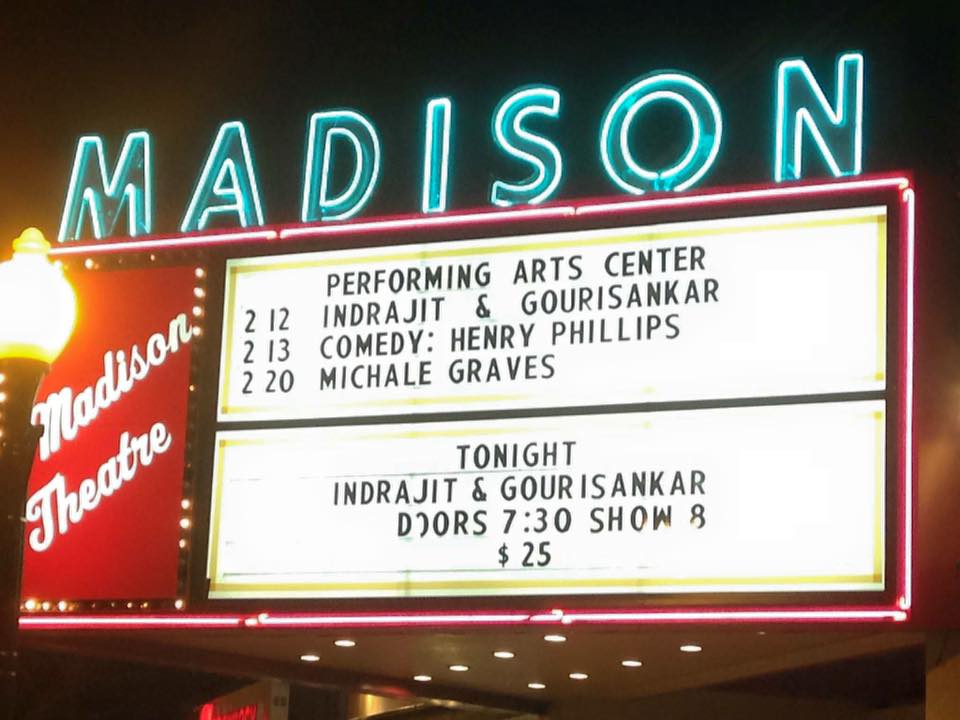 MADISON
Madison
Theatre
PERFORMING ARTS CENTER
2 12 INDRAJIT & GOURISANKAR
2 13 COMEDY: HENRY PHILLIPS
2 20 MICHALE GRAVES
TONIGHT
INDRAJIT & GOURISANKAR
DOORS 7:30 SHOW 8
$ 25